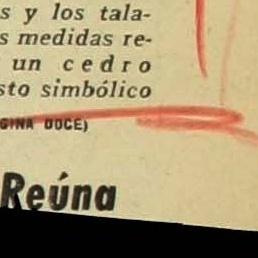 s y los tala-
s medidas re-
un cedro
sto simbólico
GINA DOCE)
Reúna